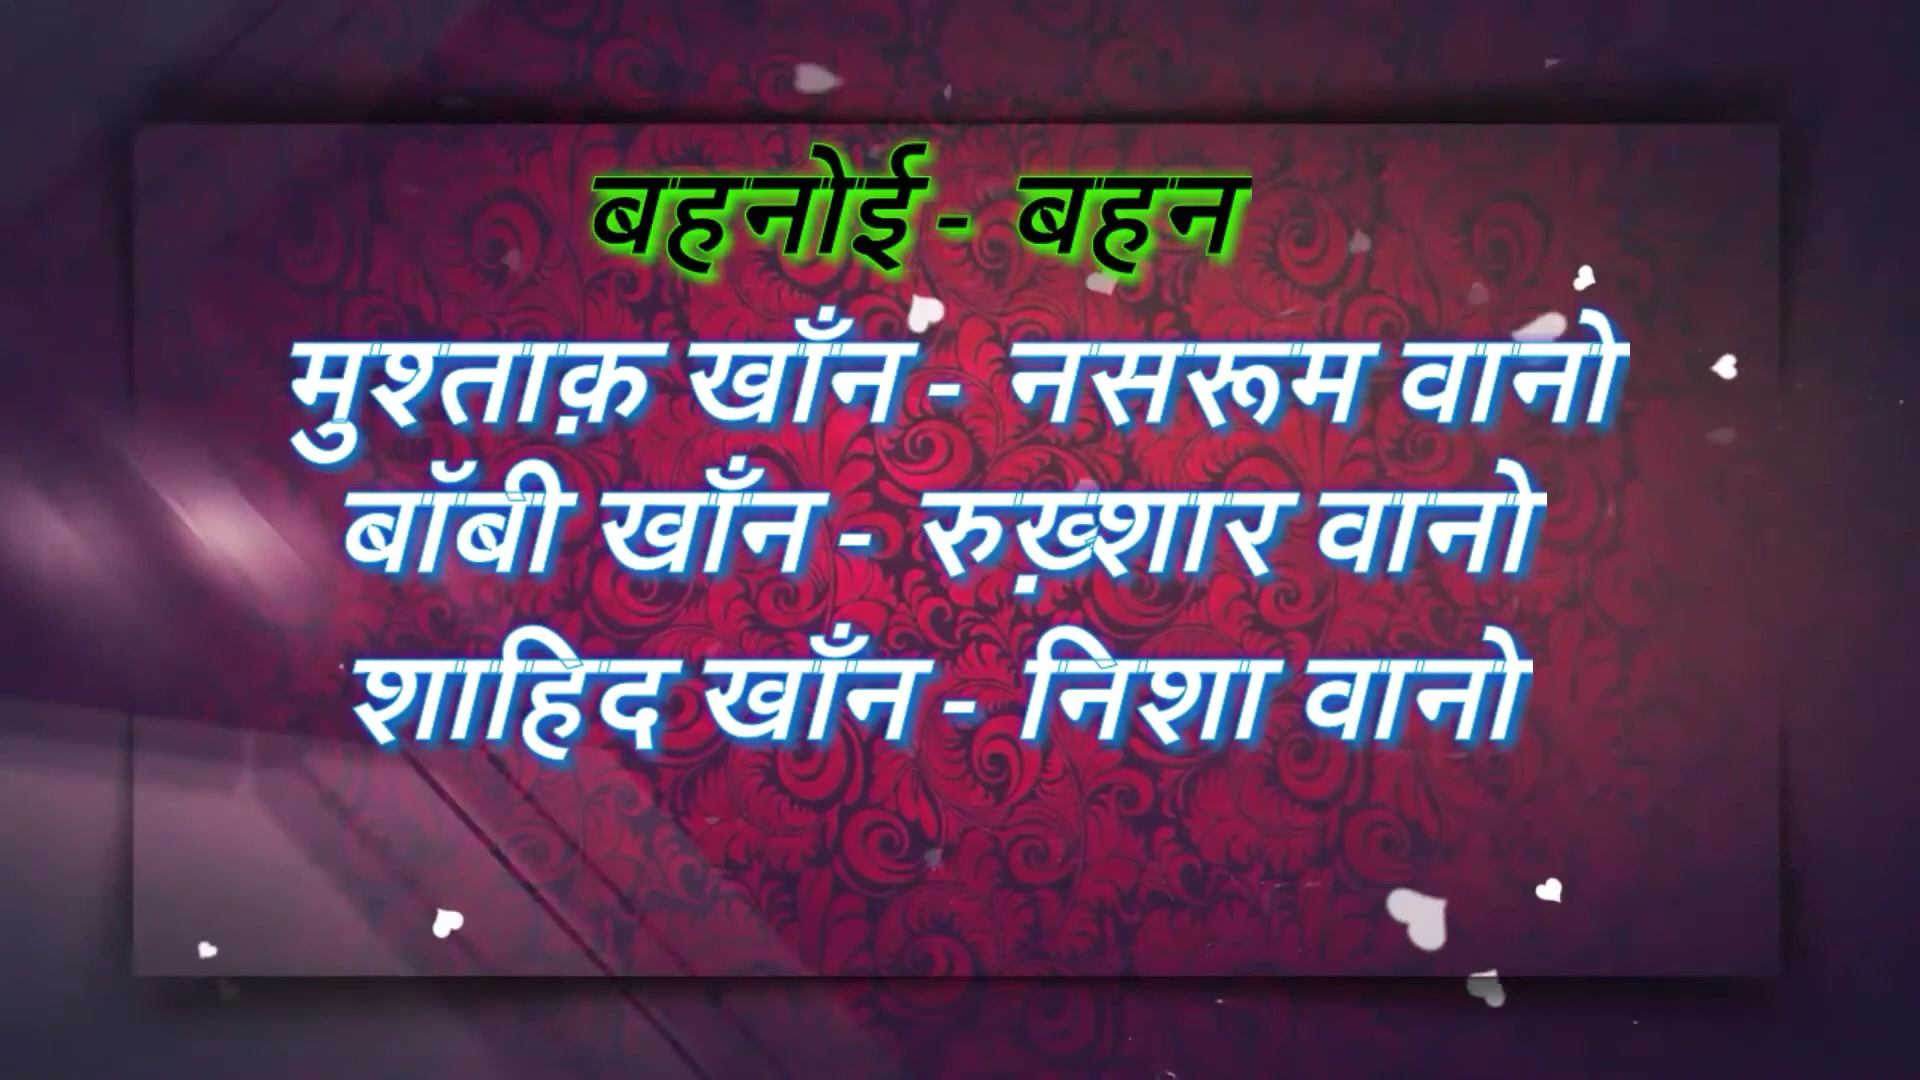 बहनोई - बहन
मुश्ताक़ खाँन - नसरूम वानो
बॉबी खाँन - रुख़्शार वानो
शाहिद खाँन - निशा वानो